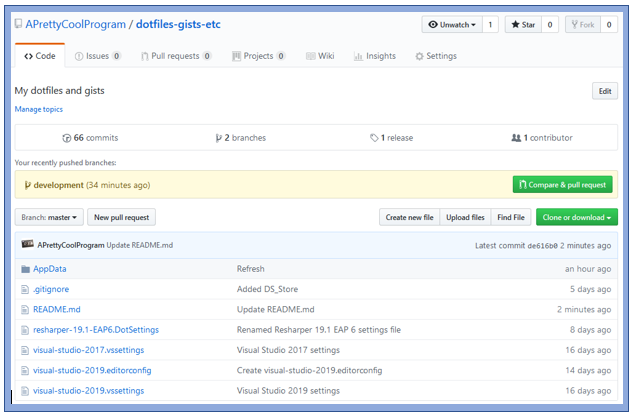 APrettyCoolProgram / dotfiles-gists-etc
Unwatch 1 Star 0 Fork 0
Code Issues 0 Pull requests 0 Projects 0 Wiki Insights Settings
My dotfiles and gists Edit
Manage topics
66 commits 2 branches 1 release 1 contributor
Your recently pushed branches:
development (34 minutes ago) Compare & pull request
Branch: master New pull request Create new file Upload files Find File Clone or download
APrettyCoolProgram Update README.md Latest commit de616b0 2 minutes ago
AppData Refresh an hour ago
.gitignore Added DS_Store 5 days ago
README.md Update README.md 2 minutes ago
resharper-19.1-EAP6.DotSettings Renamed Resharper 19.1 EAP 6 settings file 8 days ago
visual-studio-2017.vssettings Visual Studio 2017 settings 16 days ago
visual-studio-2019.editorconfig Create visual-studio-2019.editorconfig 14 days ago
visual-studio-2019.vssettings Visual Studio 2019 settings 16 days ago